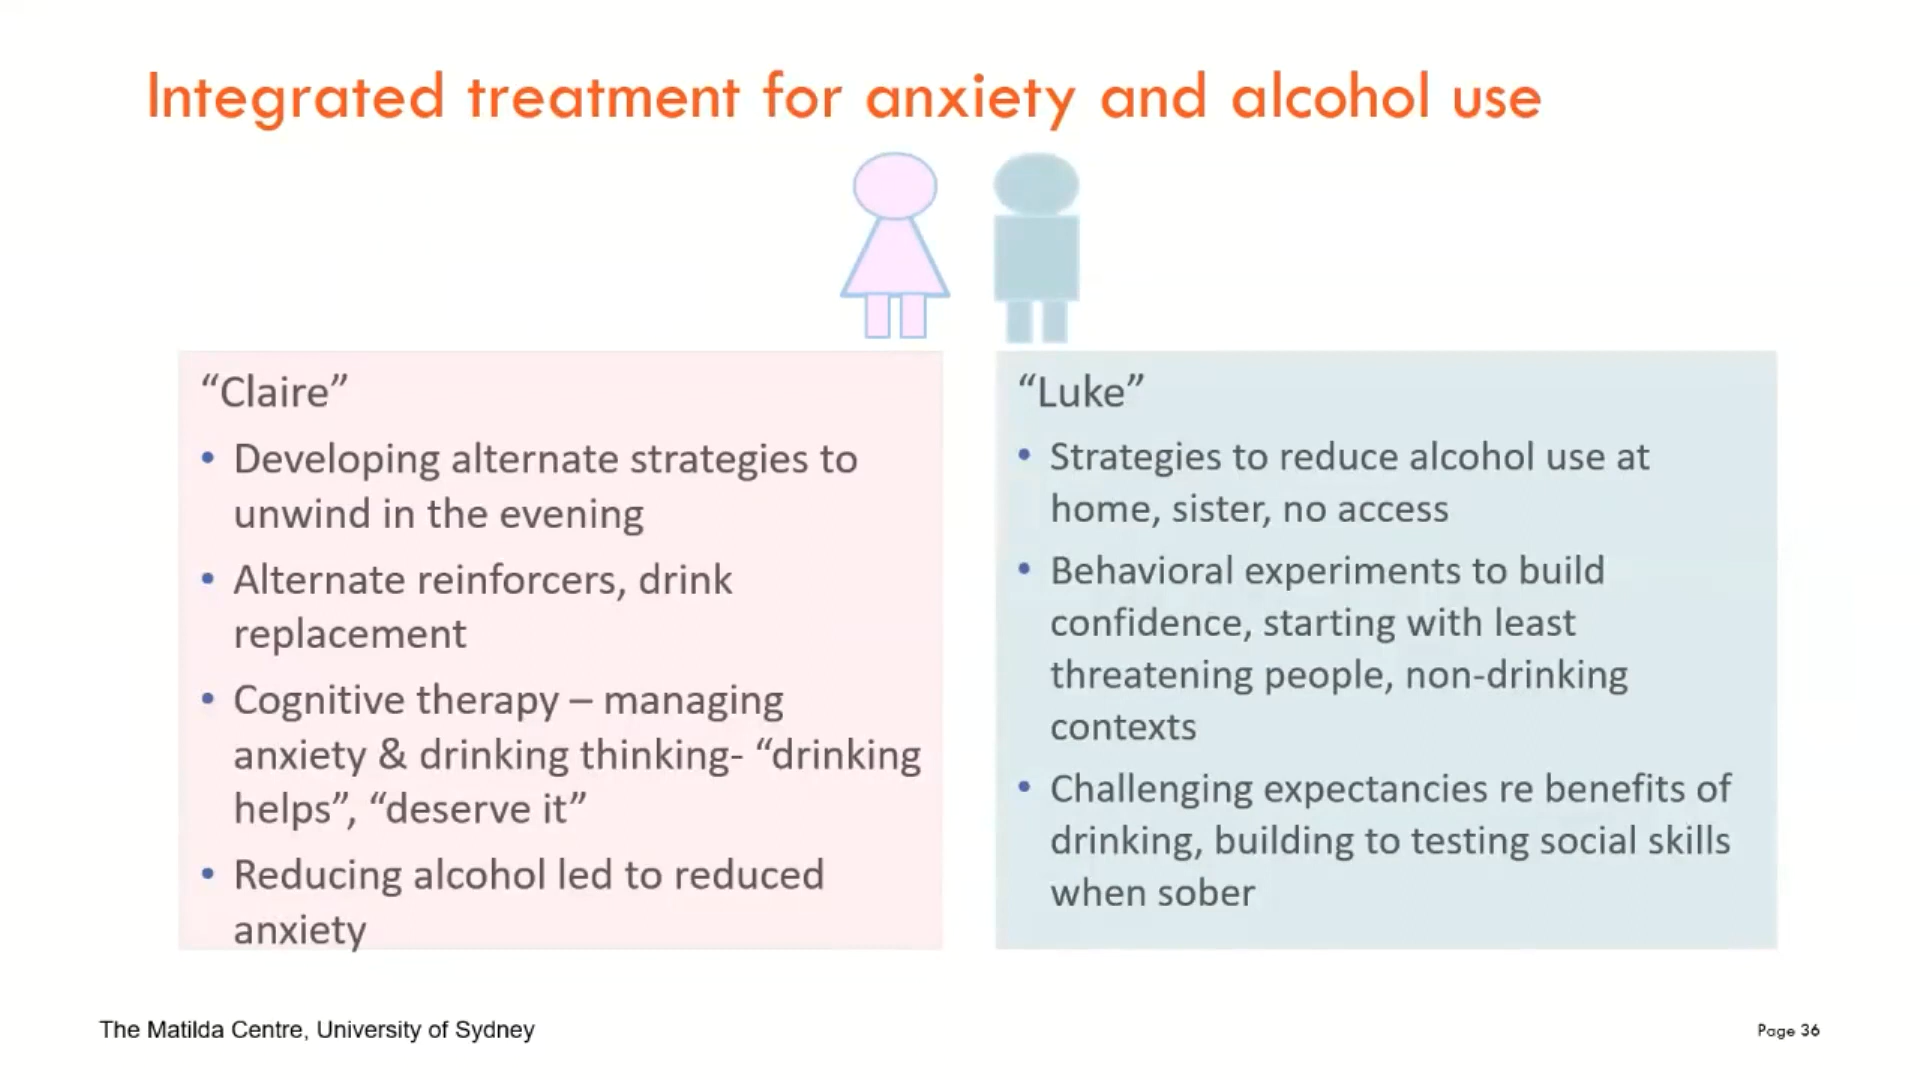 Integrated treatment for anxiety and alcohol use
“Claire”
• Developing alternate strategies to
unwind in the evening
• Alternate reinforcers, drink
replacement
• Cognitive therapy – managing
anxiety & drinking thinking- “drinking
helps”, “deserve it”
• Reducing alcohol led to reduced
anxiety
“Luke”
• Strategies to reduce alcohol use at
home, sister, no access
• Behavioral experiments to build
confidence, starting with least
threatening people, non-drinking
contexts
• Challenging expectancies re benefits of
drinking, building to testing social skills
when sober
The Matilda Centre, University of Sydney
Page 36